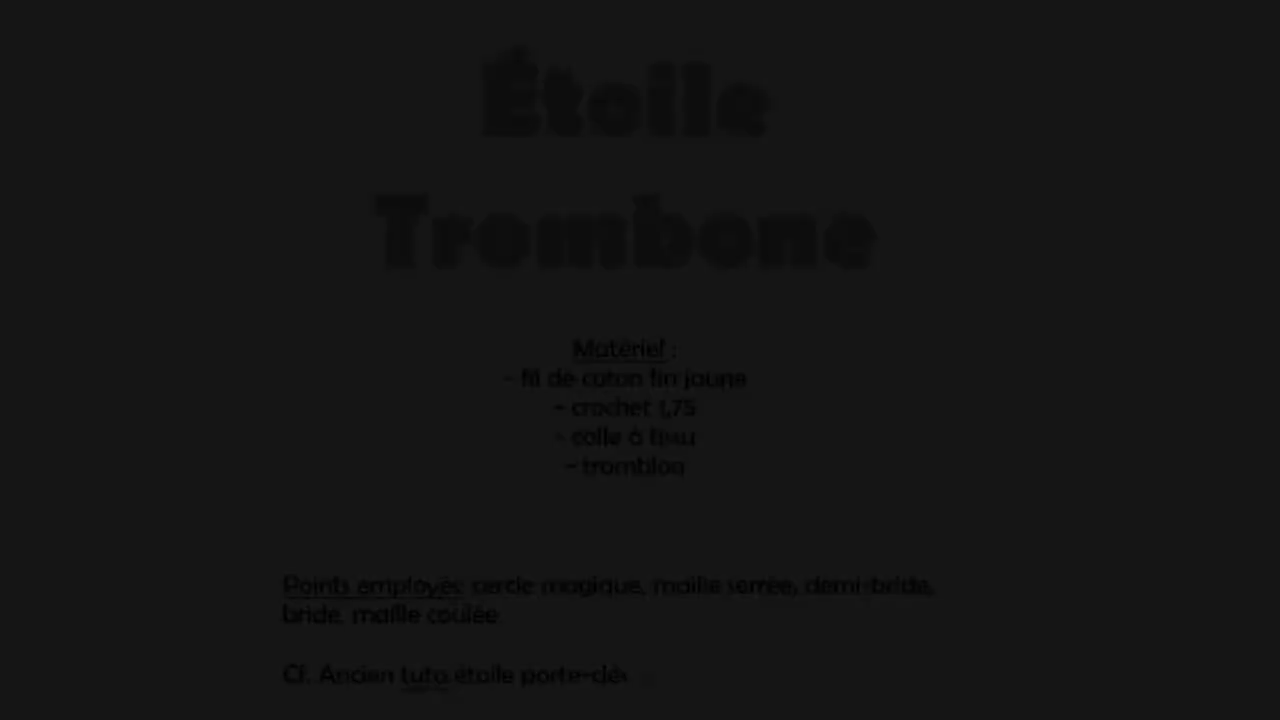 Étoile
Trombone
Matériel :
- fil de coton fin jaune
- crochet 1,75
- colle à tissu
- tromblon
Points employés: cercle magique, maille serrée, demi-bride,
bride, maille coulée
Cf. Ancien tuto étoile porte-clés